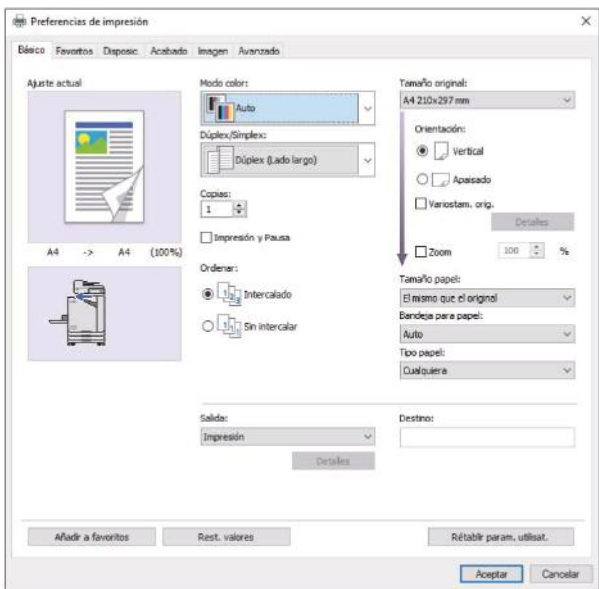 Preferencias de impresión
Básico Favoritos Disposic Acabado Imagen Avanzado
Ajuste actual
A4 -> A4 (100%)
Modo color:
Auto
Dúplex/Símplex:
Dúplex (Lado largo)
Copias:
1
Impresión y Pausa
Ordenar:
Intercalado
Sin intercalar
Tamaño original:
A4 210x297 mm
Orientación:
Vertical
Apaisado
Variostam. orig.
Detalles
Zoom 100 %
Tamaño papel:
El mismo que el original
Bandeja para papel:
Auto
Tipo papel:
Cualquiera
Salida:
Impresión
Detalles
Destino:
Añadir a favoritos Rest. valores Rétablir param. utilisat.
Aceptar Cancelar